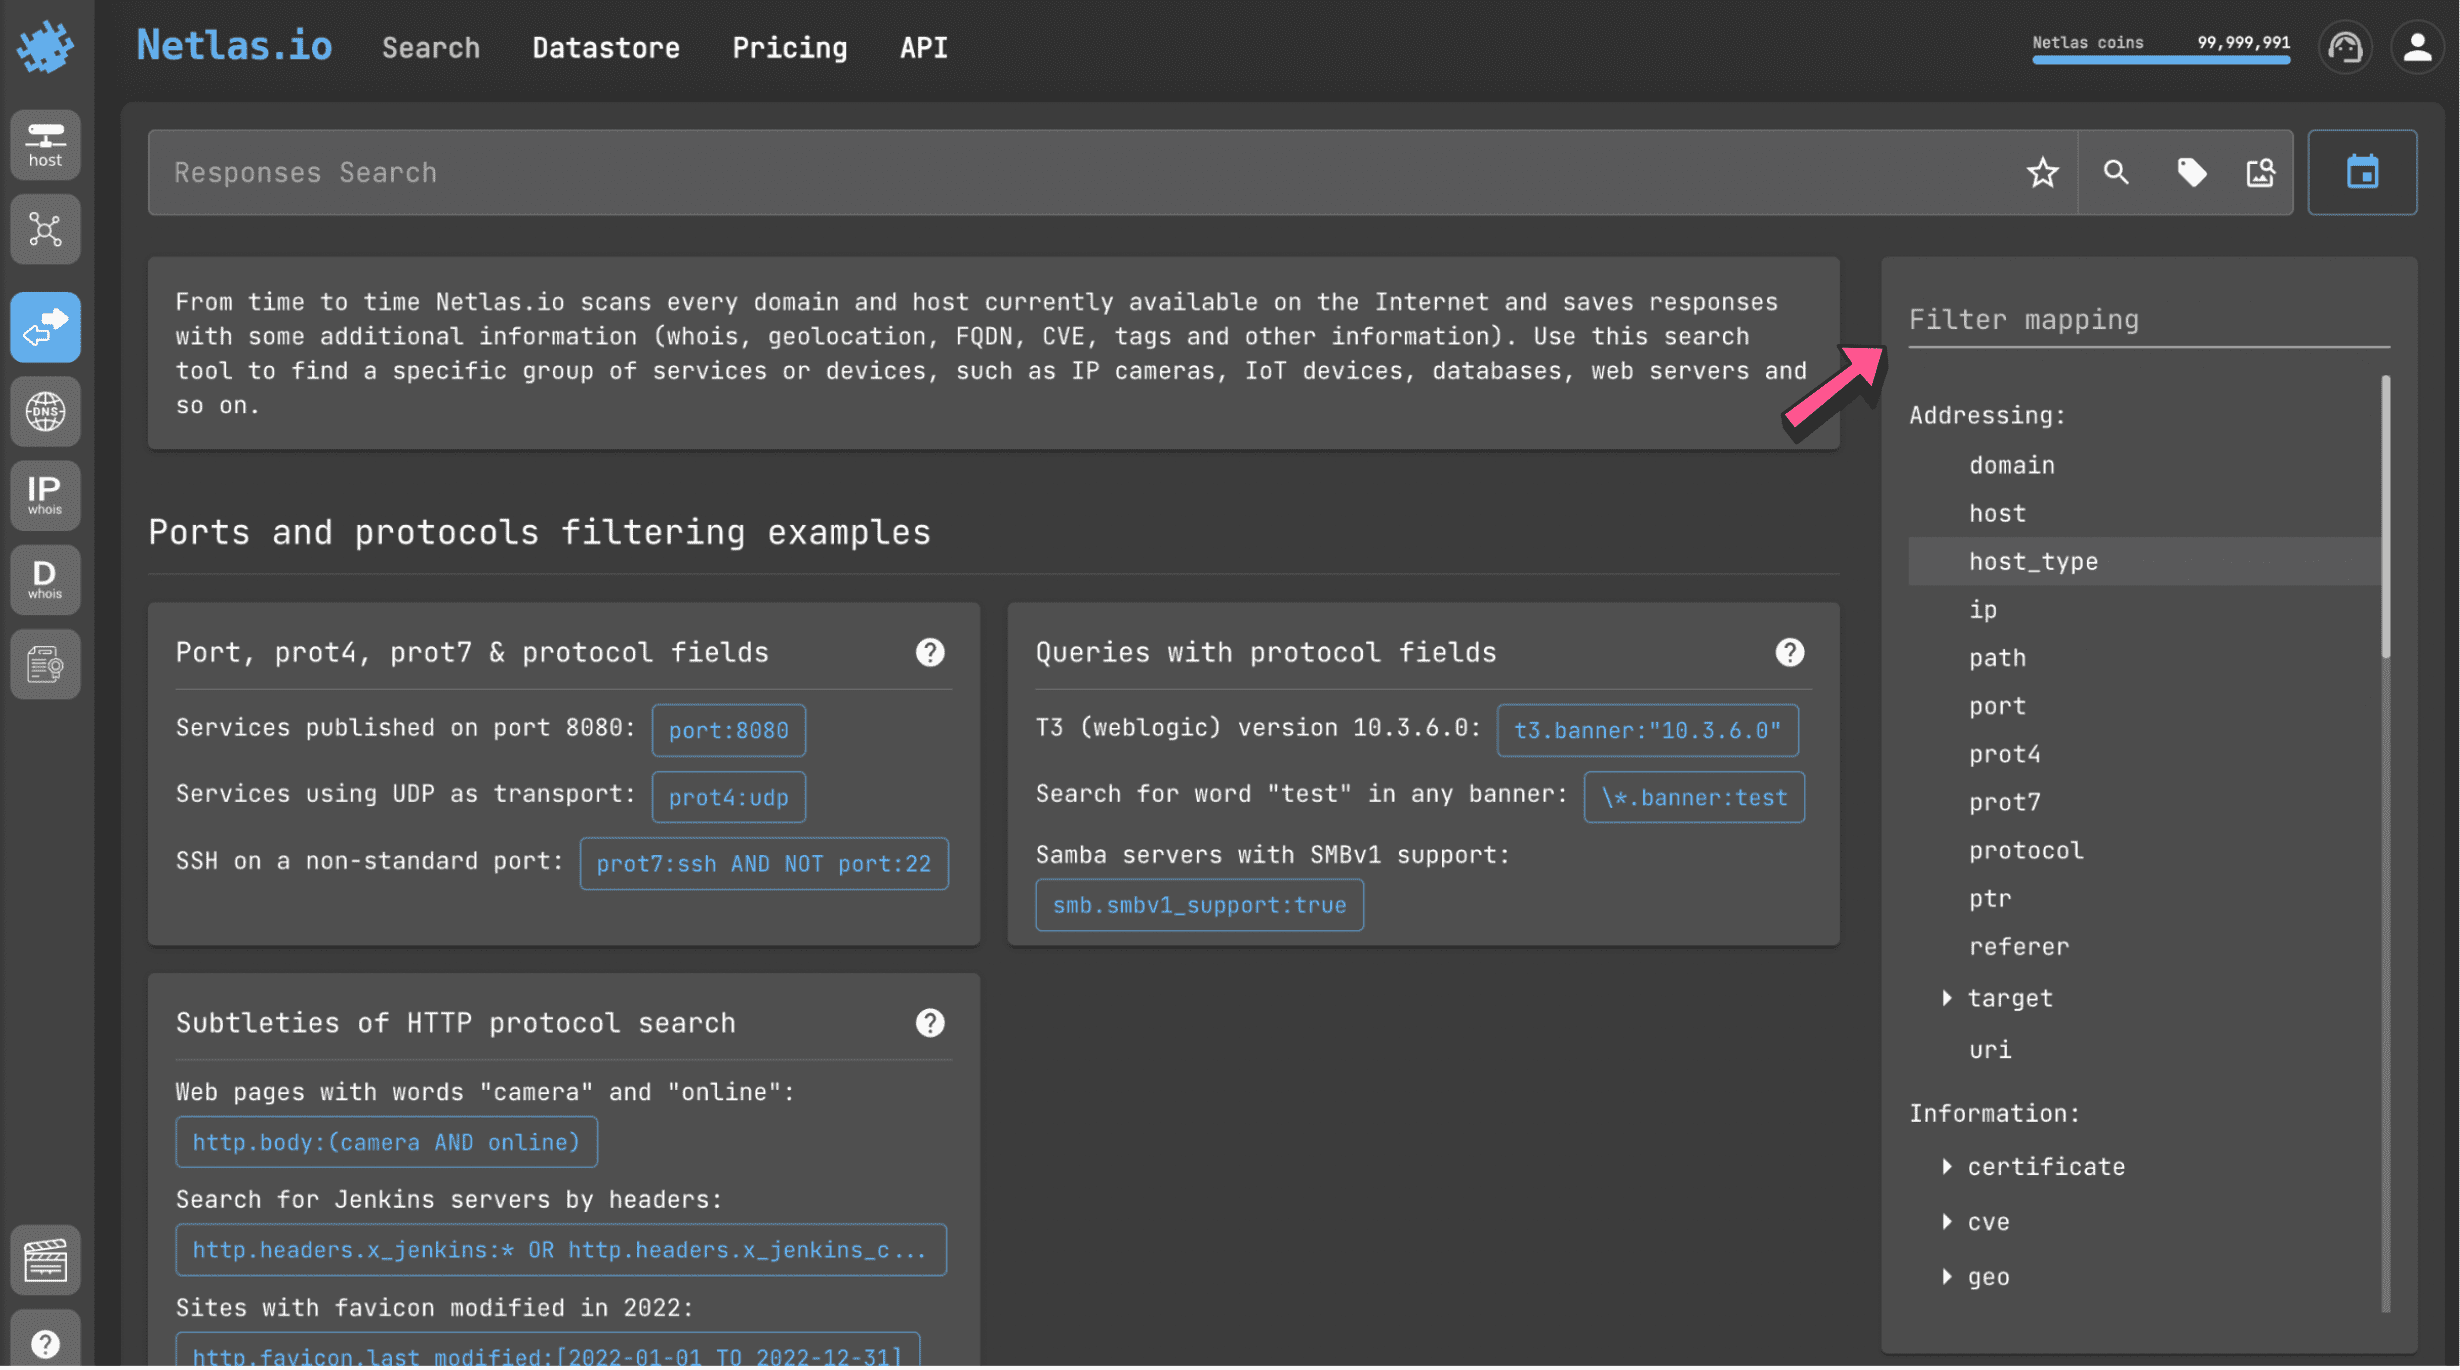 Netlas.io
Search
Datastore
Pricing
API
Netlas coins 99,999,991
host
DNS
IP
whois
D
whois
Responses Search
From time to time Netlas.io scans every domain and host currently available on the Internet and saves responses
with some additional information (whois, geolocation, FQDN, CVE, tags and other information). Use this search
tool to find a specific group of services or devices, such as IP cameras, IoT devices, databases, web servers and
so on.
Ports and protocols filtering examples
Port, prot4, prot7 & protocol fields
?
Services published on port 8080: port:8080
Services using UDP as transport: prot4:udp
SSH on a non-standard port: prot7:ssh AND NOT port:22
Queries with protocol fields
?
T3 (weblogic) version 10.3.6.0: t3.banner:"10.3.6.0"
Search for word "test" in any banner: \*.banner:test
Samba servers with SMBv1 support:
smb.smbv1_support:true
Subtleties of HTTP protocol search
?
Web pages with words "camera" and "online":
http.body:(camera AND online)
Search for Jenkins servers by headers:
http.headers.x_jenkins:* OR http.headers.x_jenkins_c...
Sites with favicon modified in 2022:
http.favicon.last_modified:[2022-01-01 TO 2022-12-31]
Filter mapping
Addressing:
domain
host
host_type
ip
path
port
prot4
prot7
protocol
ptr
referer
target
uri
Information:
certificate
cve
geo
?